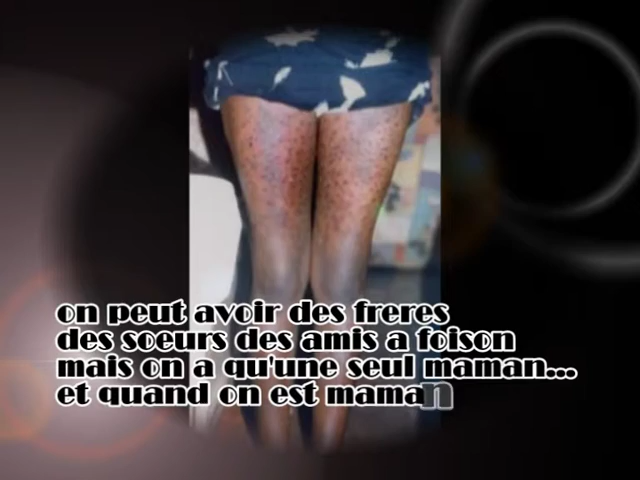 on peut avoir des freres
des soeurs des amis a foison
mais on a qu'une seul maman...
et quand on est maman